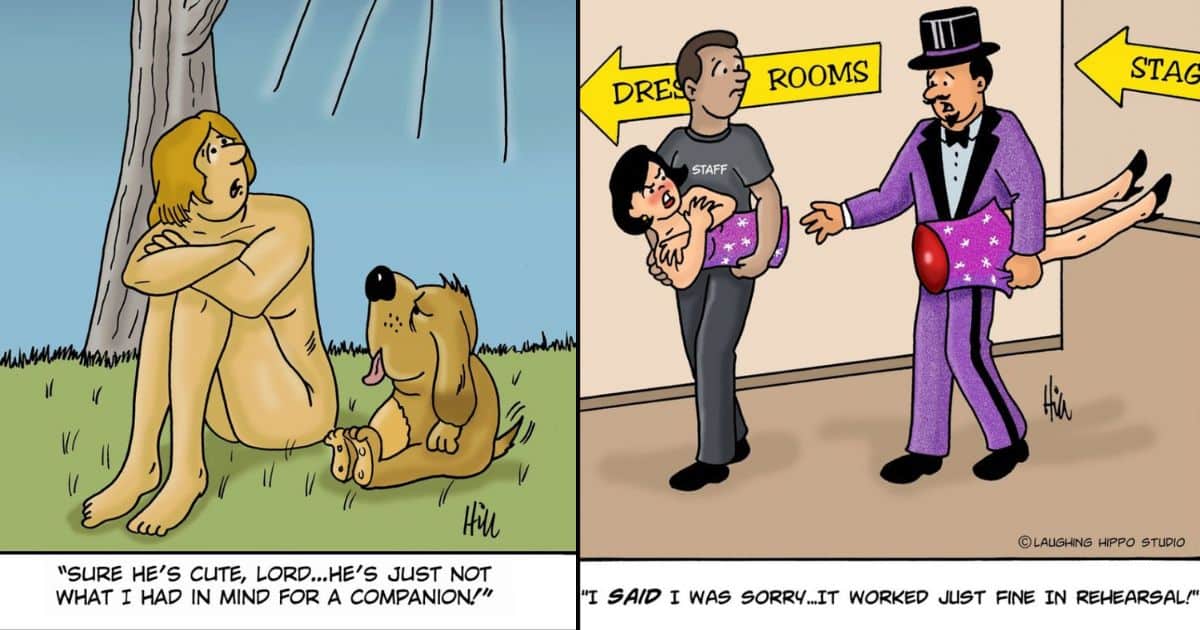 Hill
"SURE HE'S CUTE, LORD...HE'S JUST NOT
WHAT I HAD IN MIND FOR A COMPANION!"
DRES ROOMS
STAG
STAFF
Hill
© LAUGHING HIPPO STUDIO
"I SAID I WAS SORRY...IT WORKED JUST FINE IN REHEARSAL!"